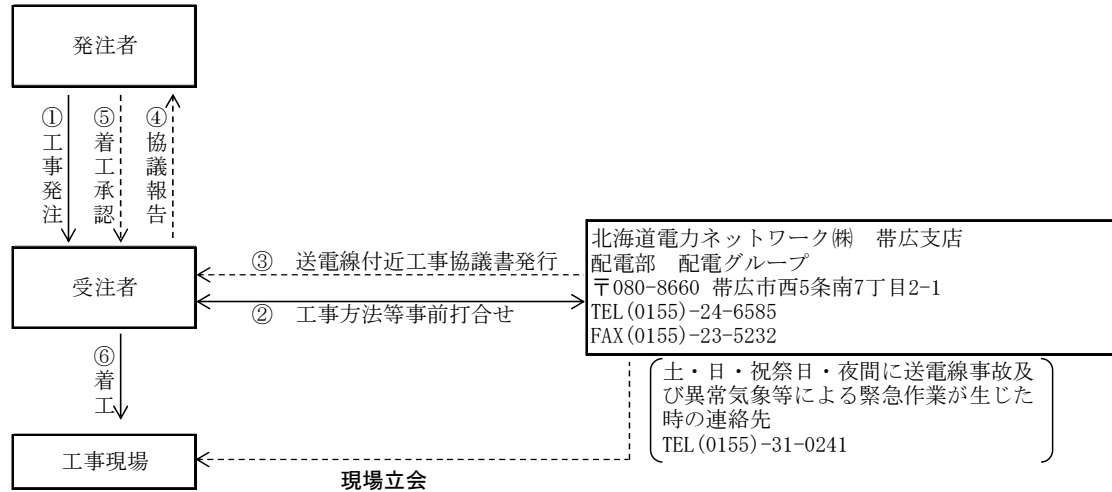 発注者
①工事発注
⑤着工承認
④協議報告
受注者
③　送電線付近工事協議書発行
②　工事方法等事前打合せ
北海道電力ネットワーク㈱　帯広支店
配電部　配電グループ
〒080-8660 帯広市西5条南7丁目2-1
TEL(0155)-24-6585
FAX(0155)-23-5232
土・日・祝祭日・夜間に送電線事故及
び異常気象等による緊急作業が生じた
時の連絡先
TEL(0155)-31-0241
⑥着工
工事現場
現場立会